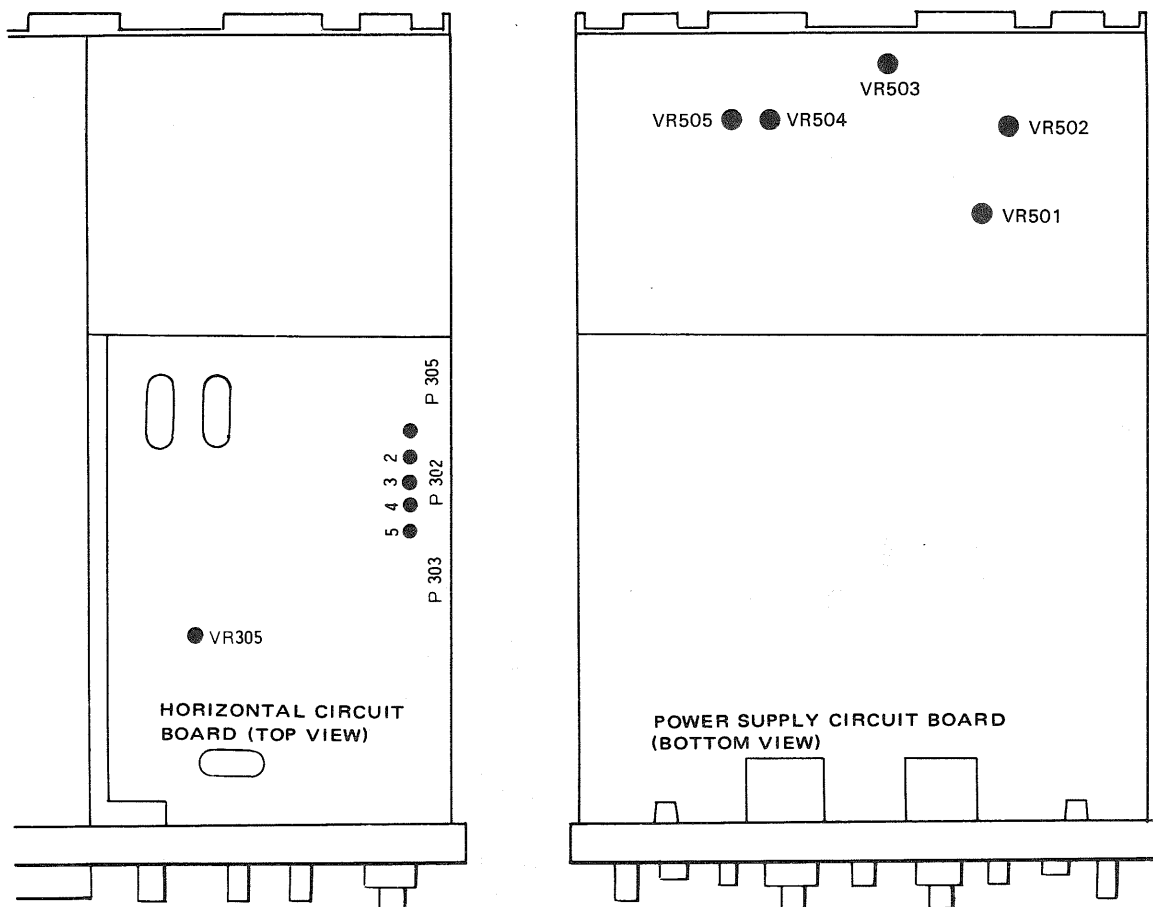 P 305
2
3
P 302
4
5
P 303
VR305
HORIZONTAL CIRCUIT
BOARD (TOP VIEW)
VR503
VR505
VR504
VR502
VR501
POWER SUPPLY CIRCUIT BOARD
(BOTTOM VIEW)